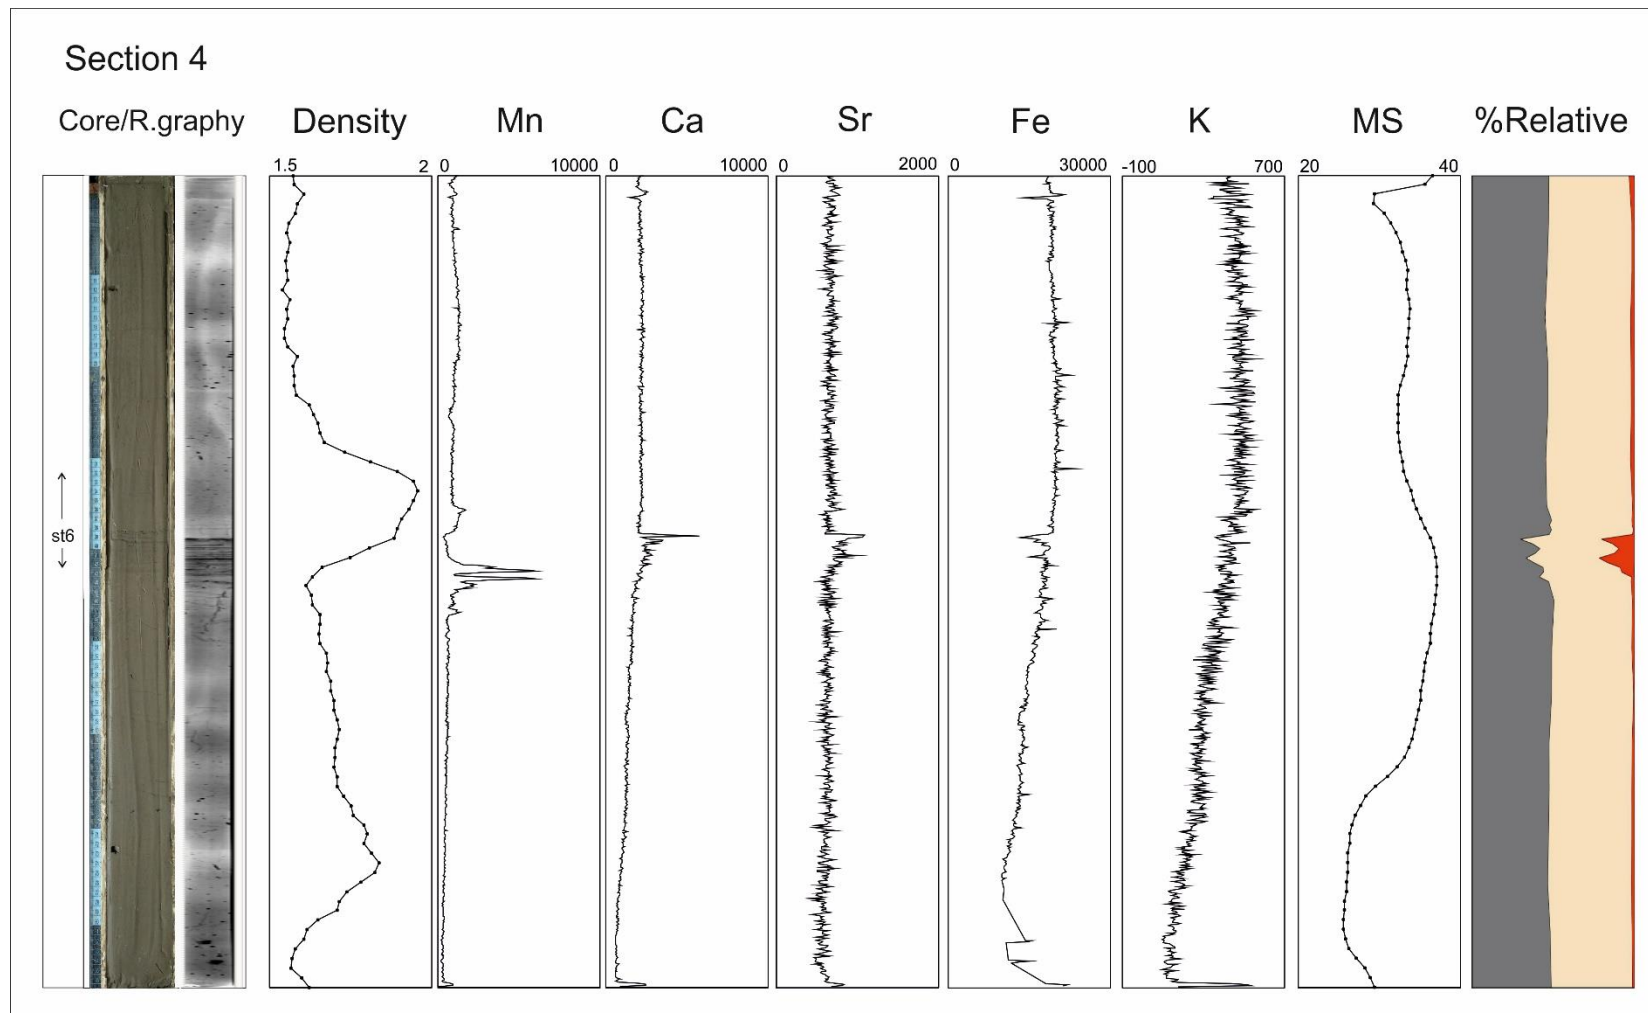 Section 4
Core/R.graphy Density Mn Ca Sr Fe K MS %Relative
1.5 2 0 10000 0 10000 0 2000 0 30000 -100 700 20 40
st6